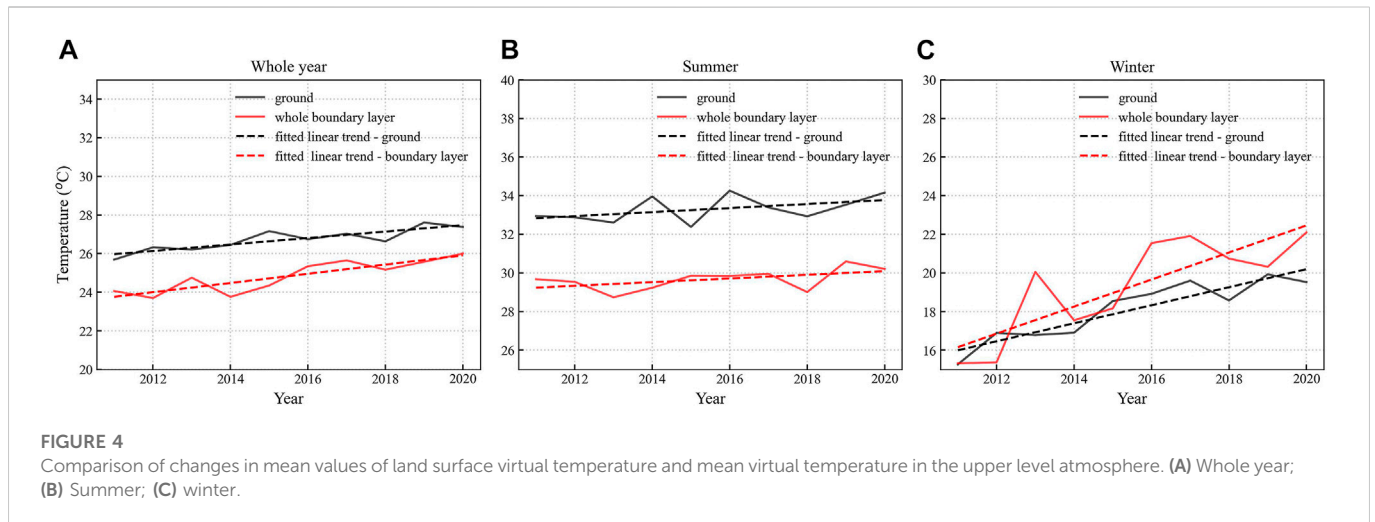 A
Whole year
ground
whole boundary layer
fitted linear trend - ground
fitted linear trend - boundary layer
34
32
30
28
26
24
22
20
Temperature (°C)
2012 2014 2016 2018 2020
Year
B
Summer
ground
whole boundary layer
fitted linear trend - ground
fitted linear trend - boundary layer
40
38
36
34
32
30
28
26
2012 2014 2016 2018 2020
Year
C
Winter
ground
whole boundary layer
fitted linear trend - ground
fitted linear trend - boundary layer
30
28
26
24
22
20
18
16
2012 2014 2016 2018 2020
Year
FIGURE 4
Comparison of changes in mean values of land surface virtual temperature and mean virtual temperature in the upper level atmosphere. (A) Whole year;
(B) Summer; (C) winter.